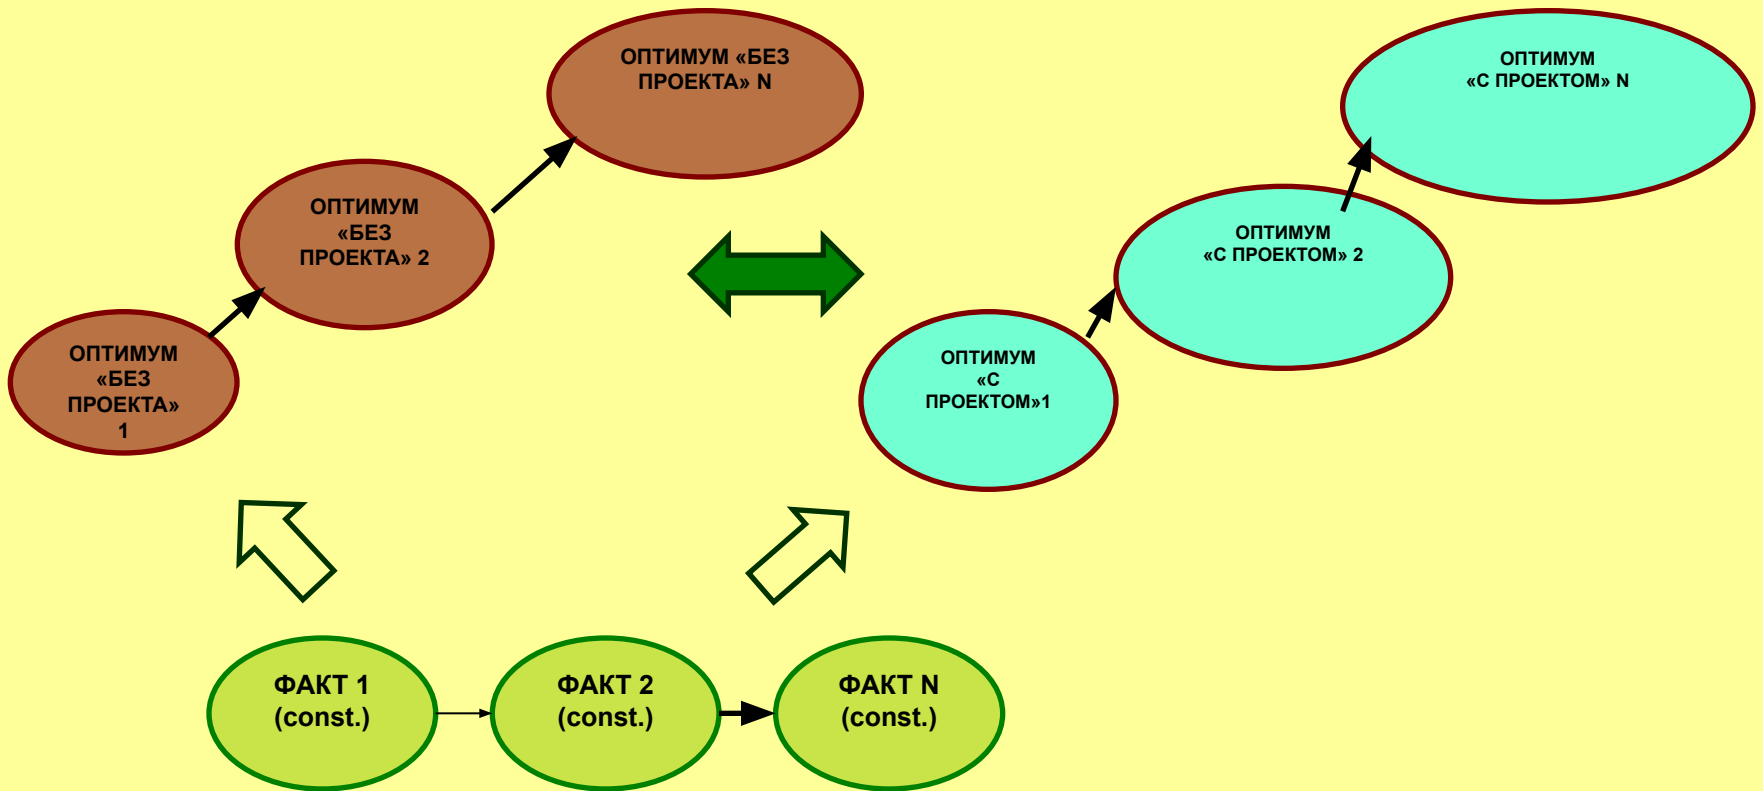 ОПТИМУМ «БЕЗ
ПРОЕКТА» N
ОПТИМУМ
«С ПРОЕКТОМ» N
ОПТИМУМ
«БЕЗ
ПРОЕКТА» 2
ОПТИМУМ
«С ПРОЕКТОМ» 2
ОПТИМУМ
«БЕЗ
ПРОЕКТА»
1
ОПТИМУМ
«С
ПРОЕКТОМ»1
ФАКТ 1
(const.)
ФАКТ 2
(const.)
ФАКТ N
(const.)